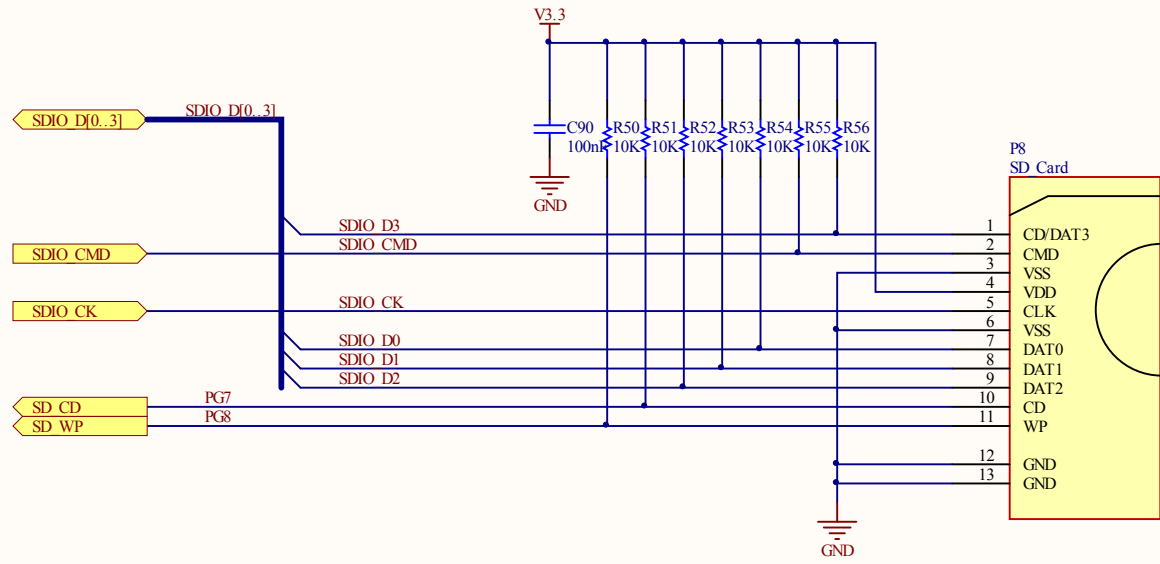 V3.3
SDIO_D[0..3]
SDIO_D[0..3]
C90
100nF
R50
10K
R51
10K
R52
10K
R53
10K
R54
10K
R55
10K
R56
10K
GND
P8
SD_Card
SDIO_D3
1
CD/DAT3
SDIO_CMD
SDIO_CMD
2
CMD
3
VSS
4
VDD
SDIO_CK
SDIO_CK
5
CLK
6
VSS
SDIO_D0
7
DAT0
SDIO_D1
8
DAT1
SDIO_D2
9
DAT2
SD_CD
PG7
10
CD
SD_WP
PG8
11
WP
12
GND
13
GND
GND